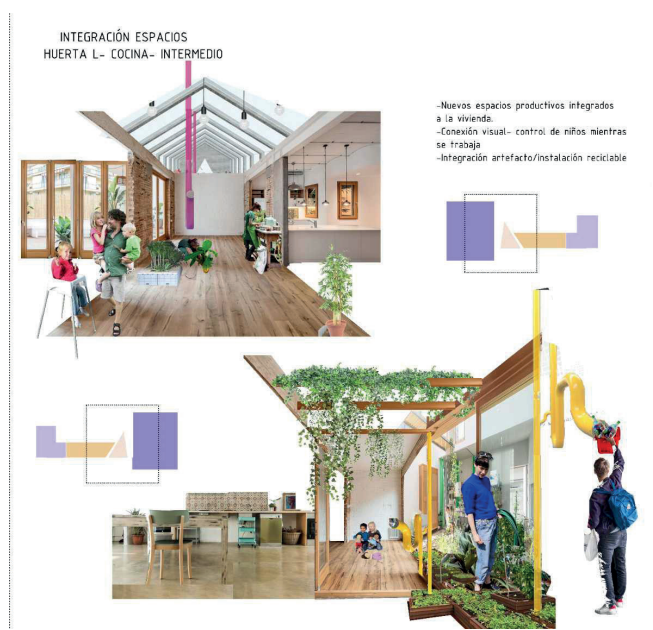 INTEGRACIÓN ESPACIOS
HUERTA L- COCINA- INTERMEDIO
-Nuevos espacios productivos integrados
a la vivienda.
-Conexión visual- control de niños mientras
se trabaja
-Integración artefacto/instalación reciclable